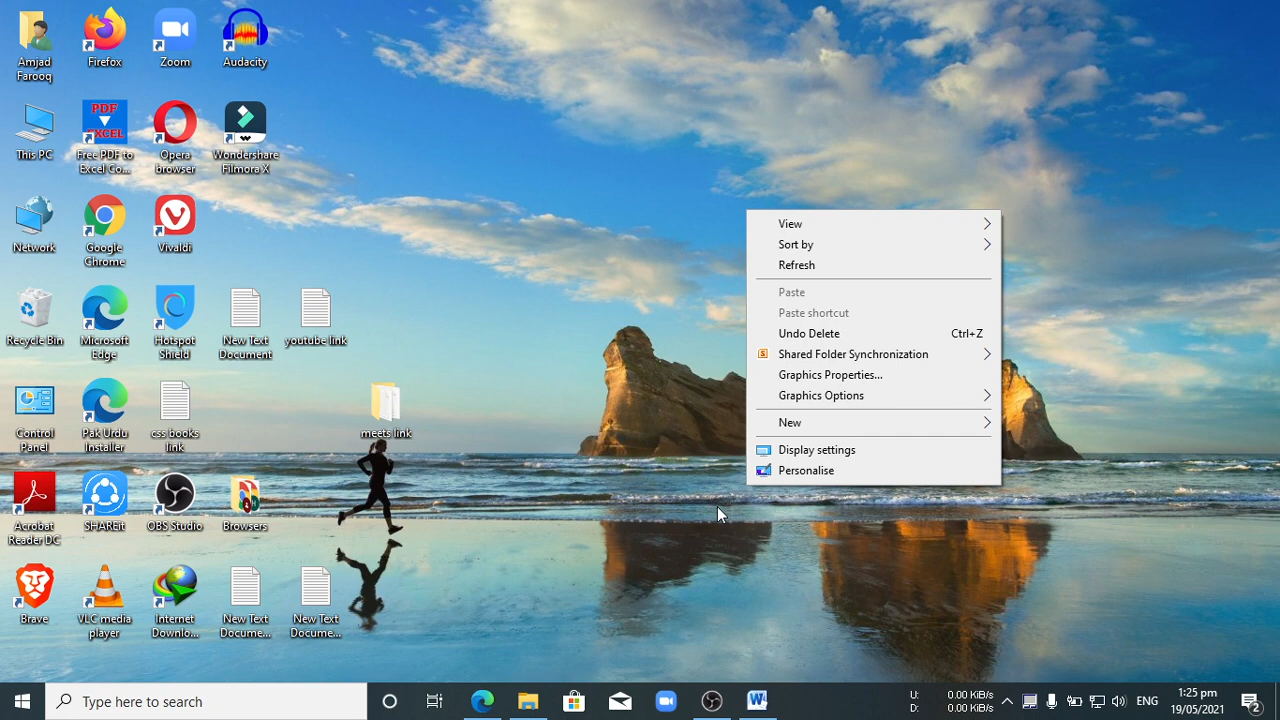 Amjad
Farooq
Firefox
Zoom
Audacity
This PC
PDF
EXCEL
Free PDF to
Excel Co...
Opera
browser
Wondershare
Filmora X
Network
Google
Chrome
Vivaldi
Recycle Bin
Microsoft
Edge
Hotspot
Shield
New Text
Document
youtube link
Control
Panel
Pak Urdu
Installer
css books
link
meets link
Acrobat
Reader DC
SHAREit
OBS Studio
Browsers
Brave
VLC media
player
Internet
Downlo...
New Text
Docume...
New Text
Docume...
View
Sort by
Refresh
Paste
Paste shortcut
Undo Delete Ctrl+Z
Shared Folder Synchronization
Graphics Properties...
Graphics Options
New
Display settings
Personalise
Type here to search
U: 0.00 KiB/s
D: 0.00 KiB/s
ENG
1:25 pm
19/05/2021
2